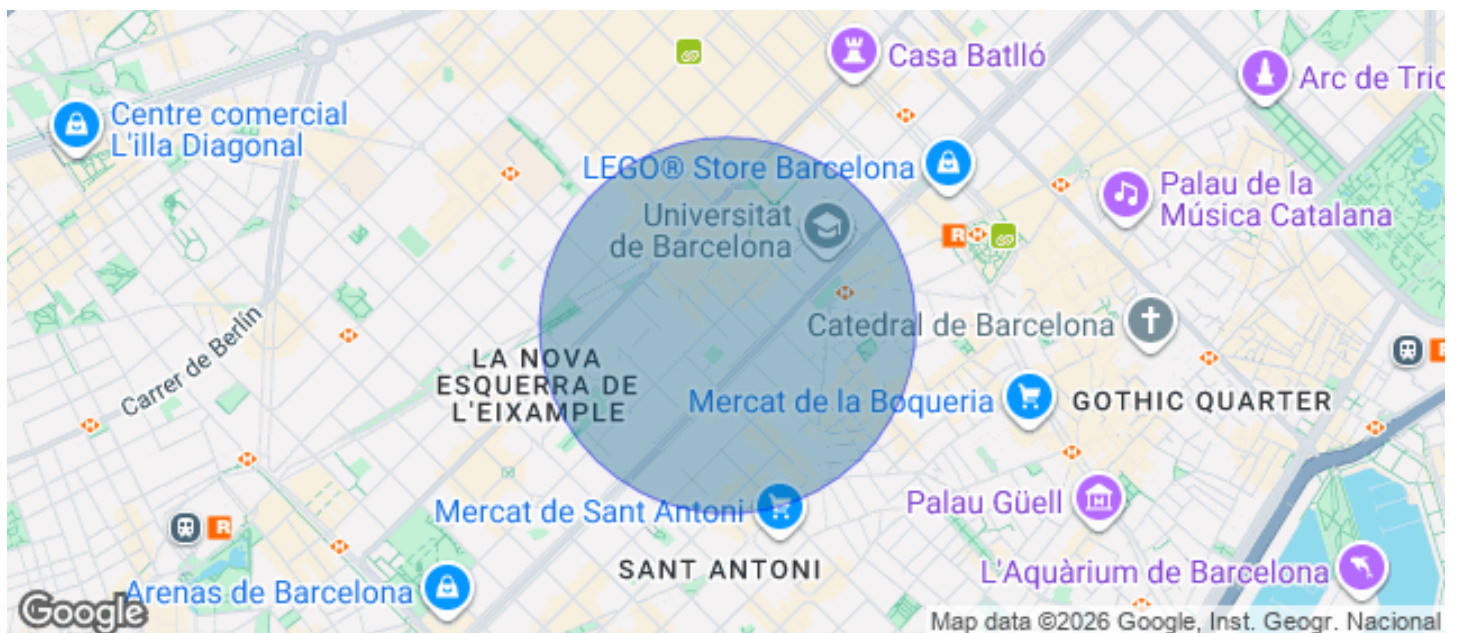 Casa Batlló
Arc de Tric
Centre comercial
L'illa Diagonal
LEGO® Store Barcelona
Palau de la
Música Catalana
Universitat
de Barcelona
R
Catedral de Barcelona
Carrer de Berlín
LA NOVA
ESQUERRA DE
L'EIXAMPLE
Mercat de la Boqueria
GOTHIC QUARTER
Mercat de Sant Antoni
Palau Güell
R
SANT ANTONI
L'Aquàrium de Barcelona
Arenas de Barcelona
Google
Map data ©2026 Google, Inst. Geogr. Nacional